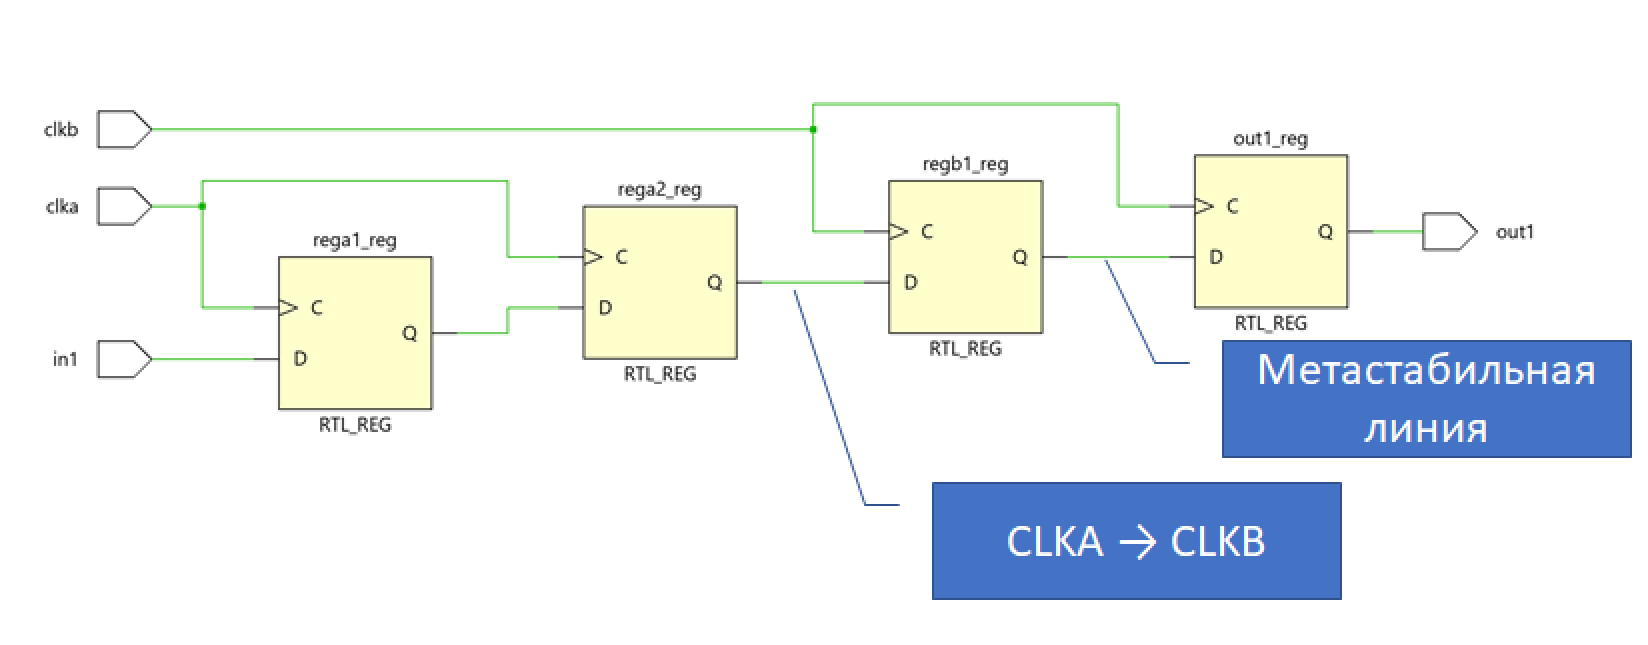 clkb
clka
in1
rega1_reg
C
D
Q
RTL_REG
rega2_reg
C
D
Q
RTL_REG
regb1_reg
C
D
Q
RTL_REG
out1_reg
C
D
Q
RTL_REG
out1
Метастабильная
линия
CLKA → CLKB